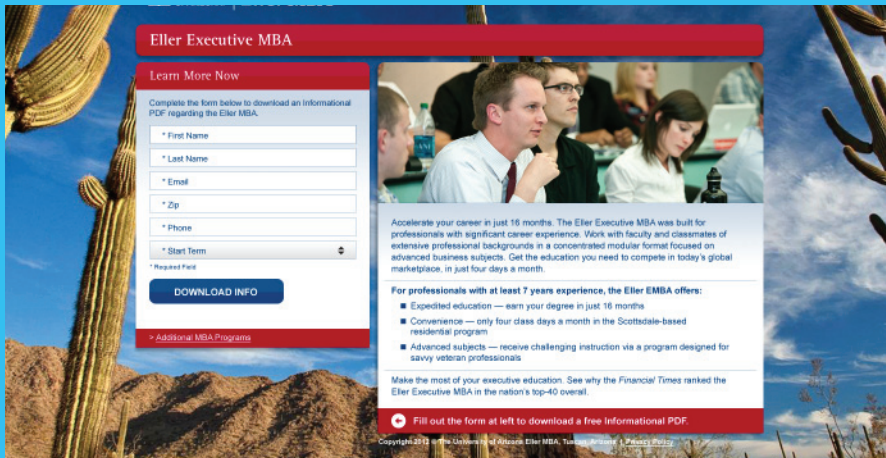 Eller Executive MBA
Learn More Now
Complete the form below to download an Informational
PDF regarding the Eller MBA.
* First Name
* Last Name
* Email
* Zip
* Phone
* Start Term
* Required Field
DOWNLOAD INFO
> Additional MBA Programs
Accelerate your career in just 16 months. The Eller Executive MBA was built for
professionals with significant career experience. Work with faculty and classmates of
extensive professional backgrounds in a concentrated modular format focused on
advanced business subjects. Get the education you need to compete in today's global
marketplace, in just four days a month.
For professionals with at least 7 years experience, the Eller EMBA offers:
Expedited education — earn your degree in just 16 months
Convenience — only four class days a month in the Scottsdale-based
residential program
Advanced subjects — receive challenging instruction via a program designed for
savvy veteran professionals
Make the most of your executive education. See why the Financial Times ranked the
Eller Executive MBA in the nation's top-40 overall.
Fill out the form at left to download a free Informational PDF.
Copyright 2012 © The University of Arizona Eller MBA, Tucson, Arizona | Privacy Policy